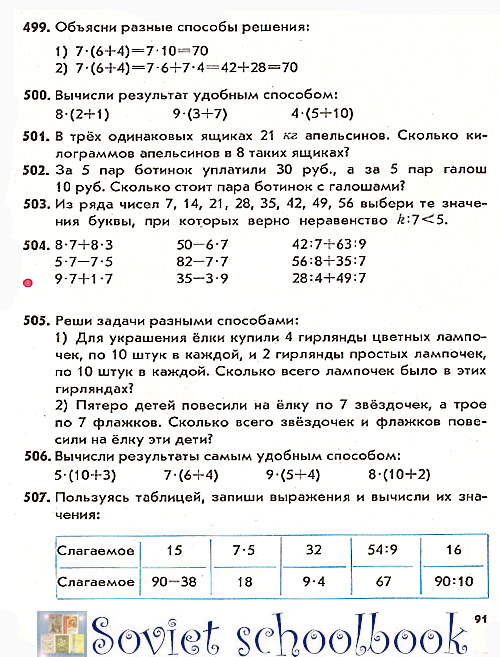 499. Объясни разные способы решения:
1) 7·(6+4)=7·10=70
2) 7·(6+4)=7·6+7·4=42+28=70
500. Вычисли результат удобным способом:
8·(2+1) 9·(3+7) 4·(5+10)
501. В трёх одинаковых ящиках 21 кг апельсинов. Сколько ки-
лограммов апельсинов в 8 таких ящиках?
502. За 5 пар ботинок уплатили 30 руб., а за 5 пар галош
10 руб. Сколько стоит пара ботинок с галошами?
503. Из ряда чисел 7, 14, 21, 28, 35, 42, 49, 56 выбери те значе-
ния буквы, при которых верно неравенство k:7<5.
504. 8·7+8·3 50−6·7 42:7+63:9
5·7−7·5 82−7·7 56:8+35:7
9·7+1·7 35−3·9 28:4+49:7
505. Реши задачи разными способами:
1) Для украшения ёлки купили 4 гирлянды цветных лампо-
чек, по 10 штук в каждой, и 2 гирлянды простых лампочек,
по 10 штук в каждой. Сколько всего лампочек было в этих
гирляндах?
2) Пятеро детей повесили на ёлку по 7 звёздочек, а трое
по 7 флажков. Сколько всего звёздочек и флажков пове-
сили на ёлку эти дети?
506. Вычисли результаты самым удобным способом:
5·(10+3) 7·(6+4) 9·(5+4) 8·(10+2)
507. Пользуясь таблицей, запиши выражения и вычисли их зна-
чения:
Слагаемое 15 7·5 32 54:9 16
Слагаемое 90−38 18 9·4 67 90:10
91
Soviet schoolbook